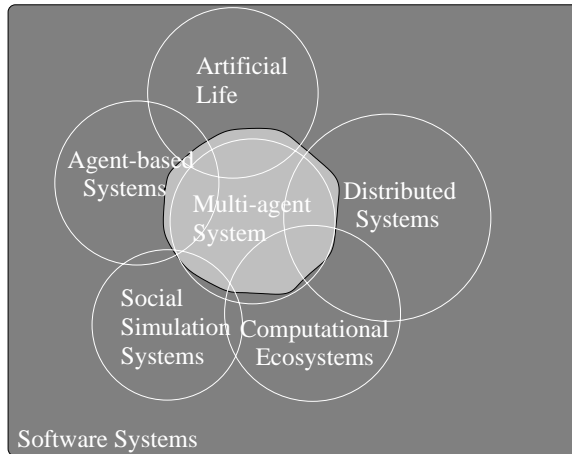 Artificial
Life
Agent-based
Systems
Multi-agent
System
Distributed
Systems
Social
Simulation
Systems
Computational
Ecosystems
Software Systems